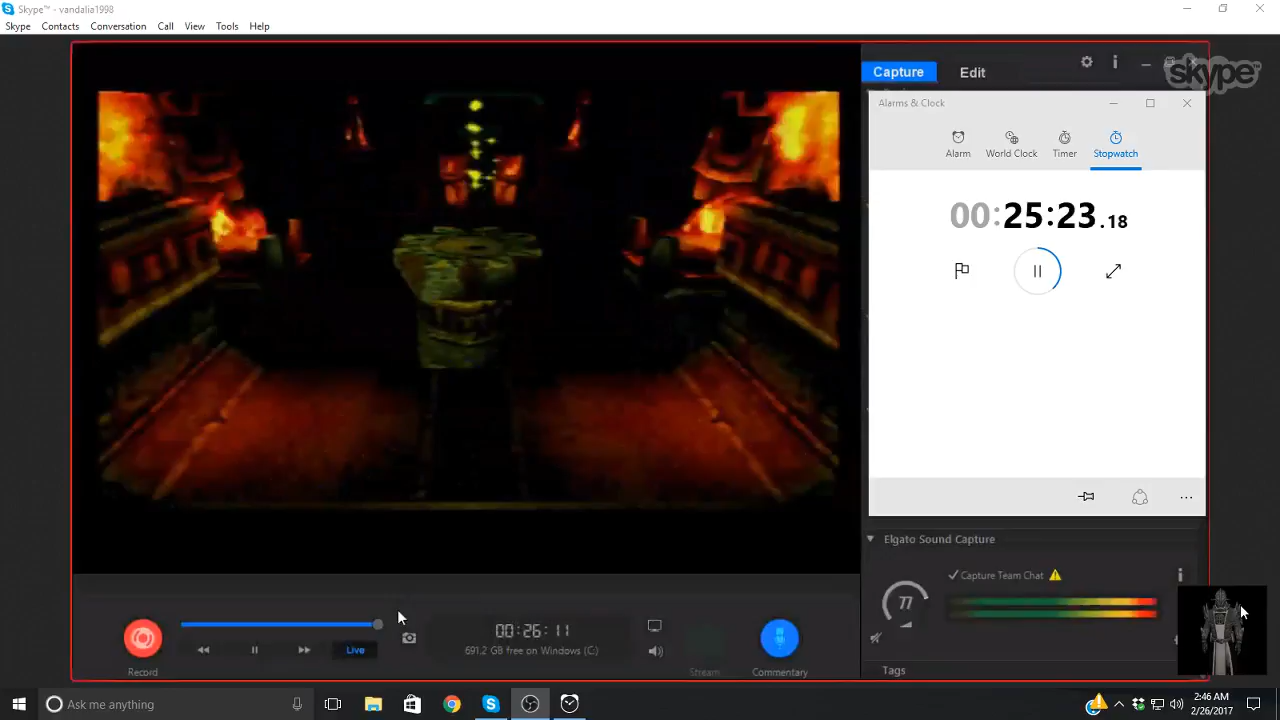 Skype™ - vandalia1998
Skype Contacts Conversation Call View Tools Help
Capture Edit
skype™
Alarms & Clock
Alarm World Clock Timer Stopwatch
00:25:23.18
Elgato Sound Capture
Capture Team Chat
77
00:26:11
691.2 GB free on Windows (C:)
Live
Record Stream Commentary
Tags
Ask me anything
2:46 AM
2/26/2017